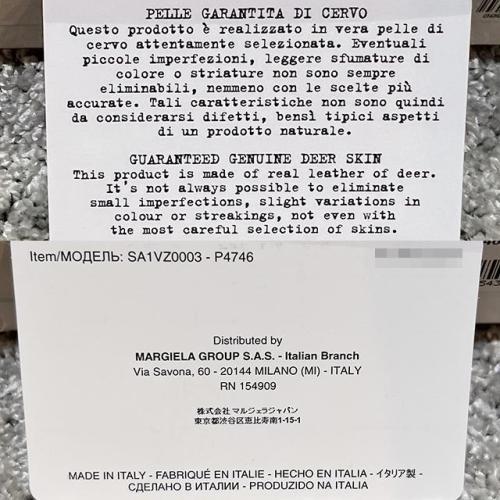 PELLE GARANTITA DI CERVO
Questo prodotto è realizzato in vera pelle di
cervo attentamente selezionata. Eventuali
piccole imperfezioni, leggere sfumature di
colore o striature non sono sempre
eliminabili, nemmeno con le scelte più
accurate. Tali caratteristiche non sono quindi
da considerarsi difetti, bensì tipici aspetti
di un prodotto naturale.
GUARANTEED GENUINE DEER SKIN
This product is made of real leather of deer.
It's not always possible to eliminate
small imperfections, slight variations in
colour or streakings, not even with
the most careful selection of skins.
Item/МОДЕЛЬ: SA1VZ0003 - P4746
Distributed by
MARGIELA GROUP S.A.S. - Italian Branch
Via Savona, 60 - 20144 MILANO (MI) - ITALY
RN 154909
株式会社 マルジェラジャパン
東京都渋谷区恵比寿南1-15-1
MADE IN ITALY - FABRIQUÉ EN ITALIE - HECHO EN ITALIA - イタリア製 -
СДЕЛАНО В ИТАЛИИ - PRODUZIDO NA ITALIA